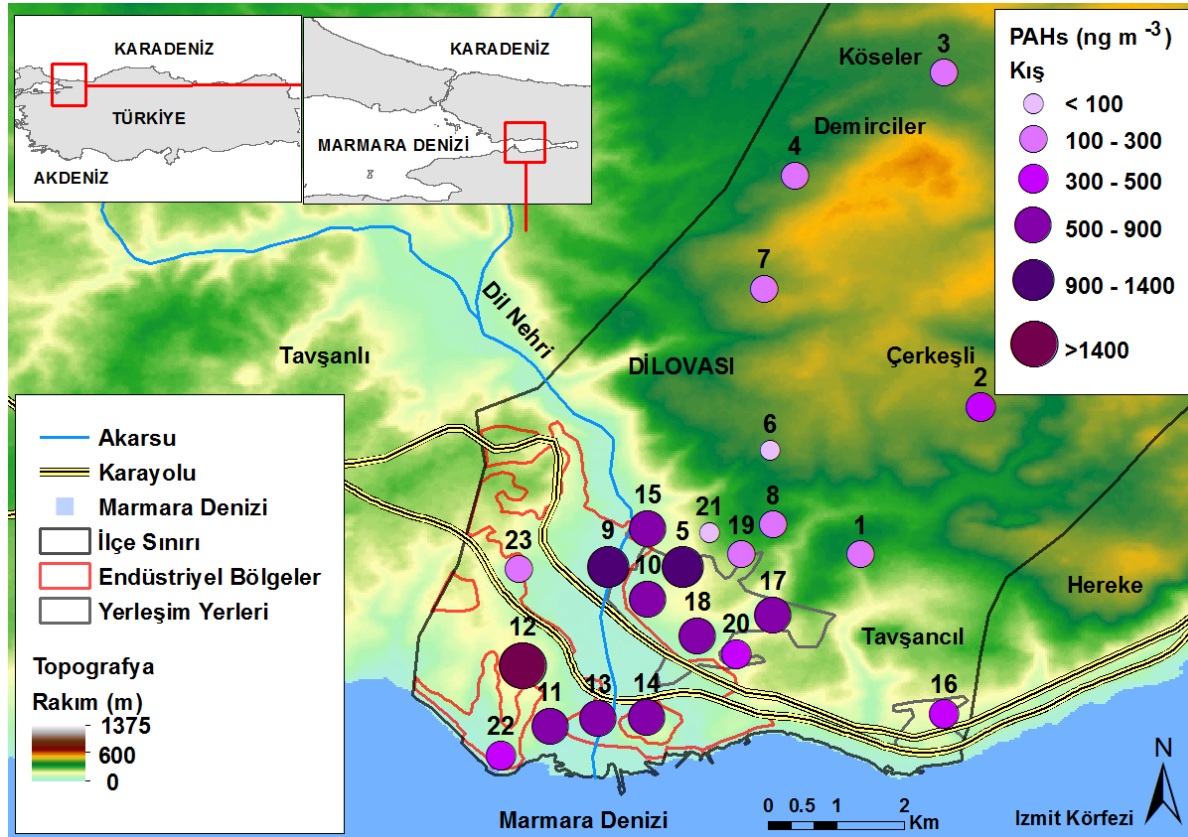 KARADENİZ
TÜRKİYE
AKDENİZ
KARADENİZ
MARMARA DENİZİ
PAHs (ng m -3)
Kış
< 100
100 - 300
300 - 500
500 - 900
900 - 1400
>1400
Köseler
3
Demirciler
4
7
Dil Nehri
Tavşanlı
DİLOVASI
Çerkeşli
2
6
15
21
8
9
5
19
1
23
10
17
Hereke
18
20
Tavşancıl
12
11
13
14
16
22
Akarsu
Karayolu
Marmara Denizi
İlçe Sınırı
Endüstriyel Bölgeler
Yerleşim Yerleri
Topografya
Rakım (m)
1375
600
0
N
0 0.5 1 2
Km
Marmara Denizi
Izmit Körfezi